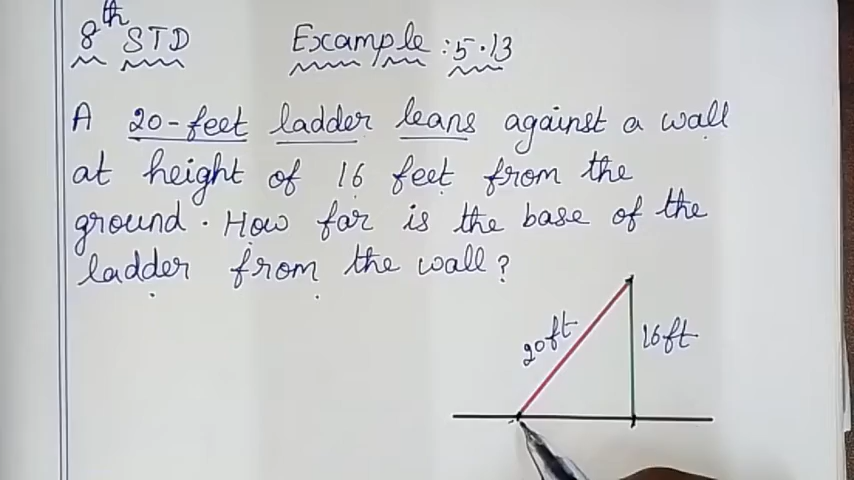 8th STD Example : 5.13
A 20-feet ladder leans against a wall
at height of 16 feet from the
ground. How far is the base of the
ladder from the wall?
20ft
16ft